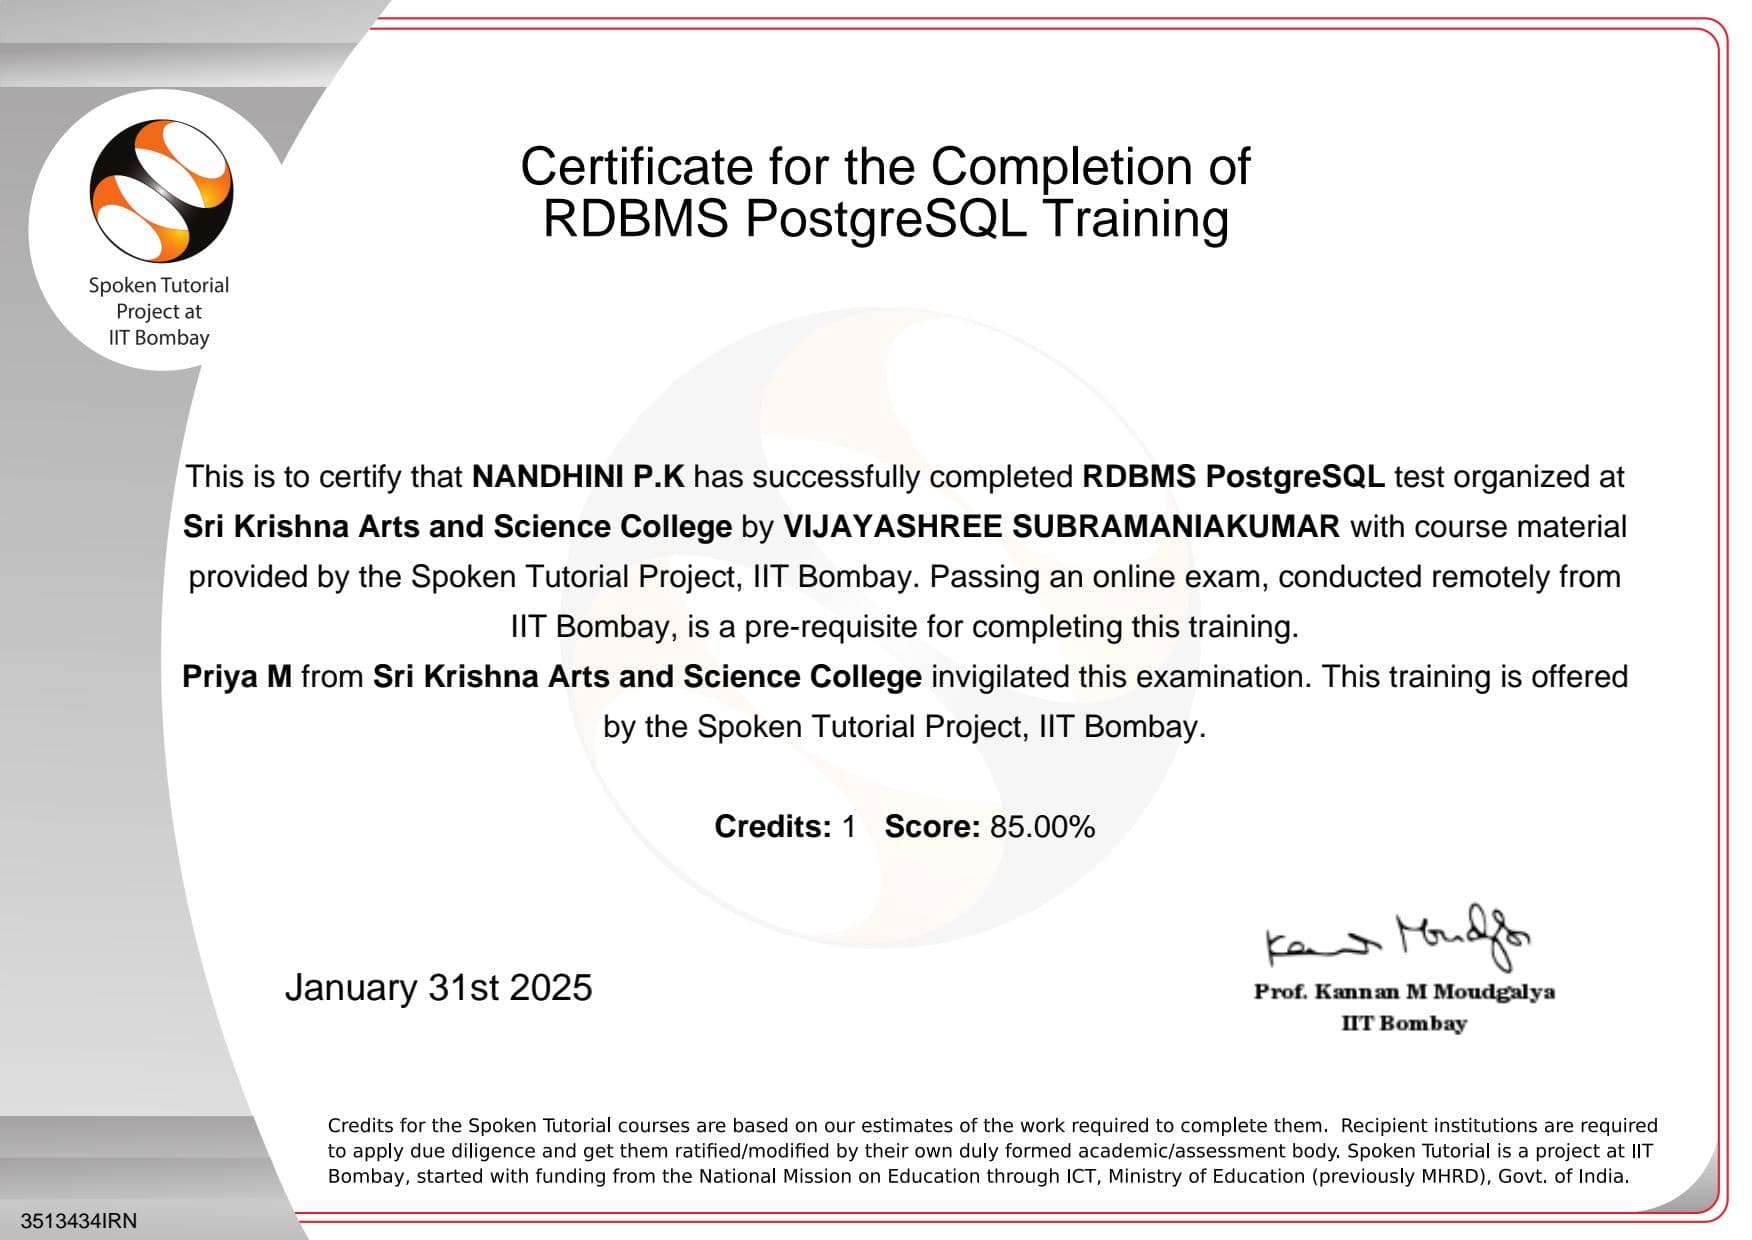 Spoken Tutorial
Project at
IIT Bombay
Certificate for the Completion of
RDBMS PostgreSQL Training
This is to certify that NANDHINI P.K has successfully completed RDBMS PostgreSQL test organized at
Sri Krishna Arts and Science College by VIJAYASHREE SUBRAMANIAKUMAR with course material
provided by the Spoken Tutorial Project, IIT Bombay. Passing an online exam, conducted remotely from
IIT Bombay, is a pre-requisite for completing this training.
Priya M from Sri Krishna Arts and Science College invigilated this examination. This training is offered
by the Spoken Tutorial Project, IIT Bombay.
Credits: 1 Score: 85.00%
January 31st 2025
Kannan Moudgalya
Prof. Kannan M Moudgalya
IIT Bombay
Credits for the Spoken Tutorial courses are based on our estimates of the work required to complete them. Recipient institutions are required
to apply due diligence and get them ratified/modified by their own duly formed academic/assessment body. Spoken Tutorial is a project at IIT
Bombay, started with funding from the National Mission on Education through ICT, Ministry of Education (previously MHRD), Govt. of India.
3513434IRN